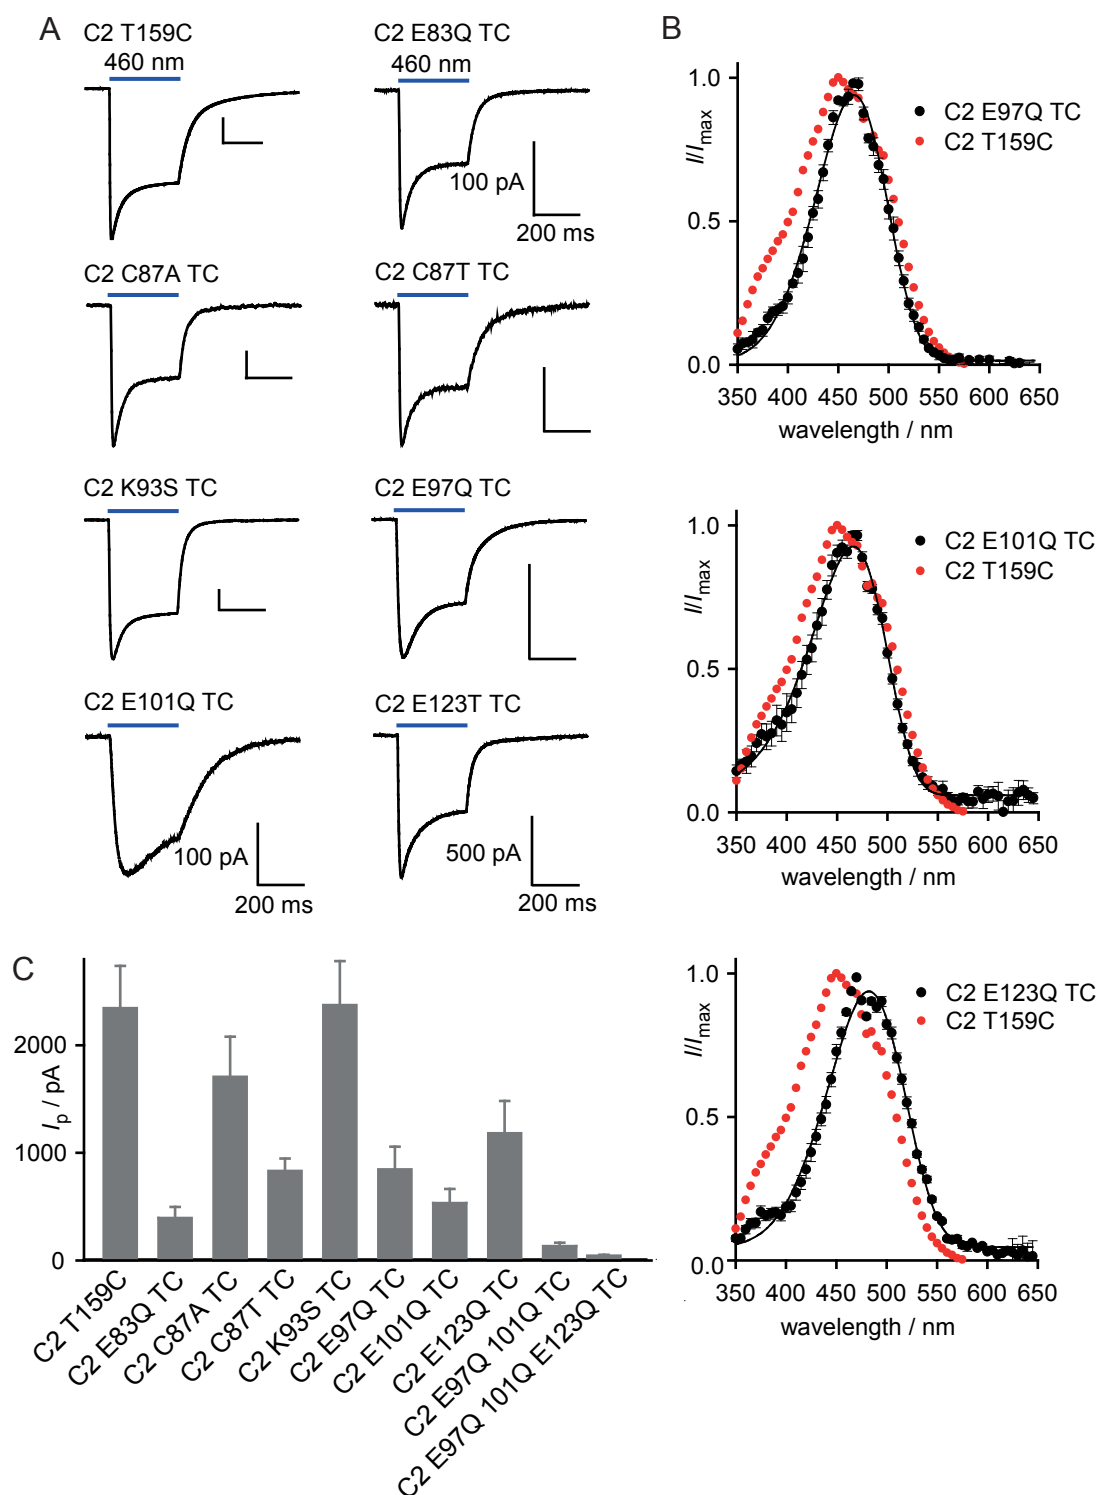 A
C2 T159C
460 nm
C2 E83Q TC
460 nm
100 pA
200 ms
C2 C87A TC
C2 C87T TC
C2 K93S TC
C2 E97Q TC
C2 E101Q TC
100 pA
200 ms
C2 E123T TC
500 pA
200 ms
B
I/Imax
1.0
0.5
0.0
C2 E97Q TC
C2 T159C
350 400 450 500 550 600 650
wavelength / nm
I/Imax
1.0
0.5
0.0
C2 E101Q TC
C2 T159C
350 400 450 500 550 600 650
wavelength / nm
I/Imax
1.0
0.5
0.0
C2 E123Q TC
C2 T159C
350 400 450 500 550 600 650
wavelength / nm
C
Ip / pA
2000
1000
0
C2 T159C
C2 E83Q TC
C2 C87A TC
C2 C87T TC
C2 K93S TC
C2 E97Q TC
C2 E101Q TC
C2 E123Q TC
C2 E97Q 101Q TC
C2 E97Q 101Q E123Q TC